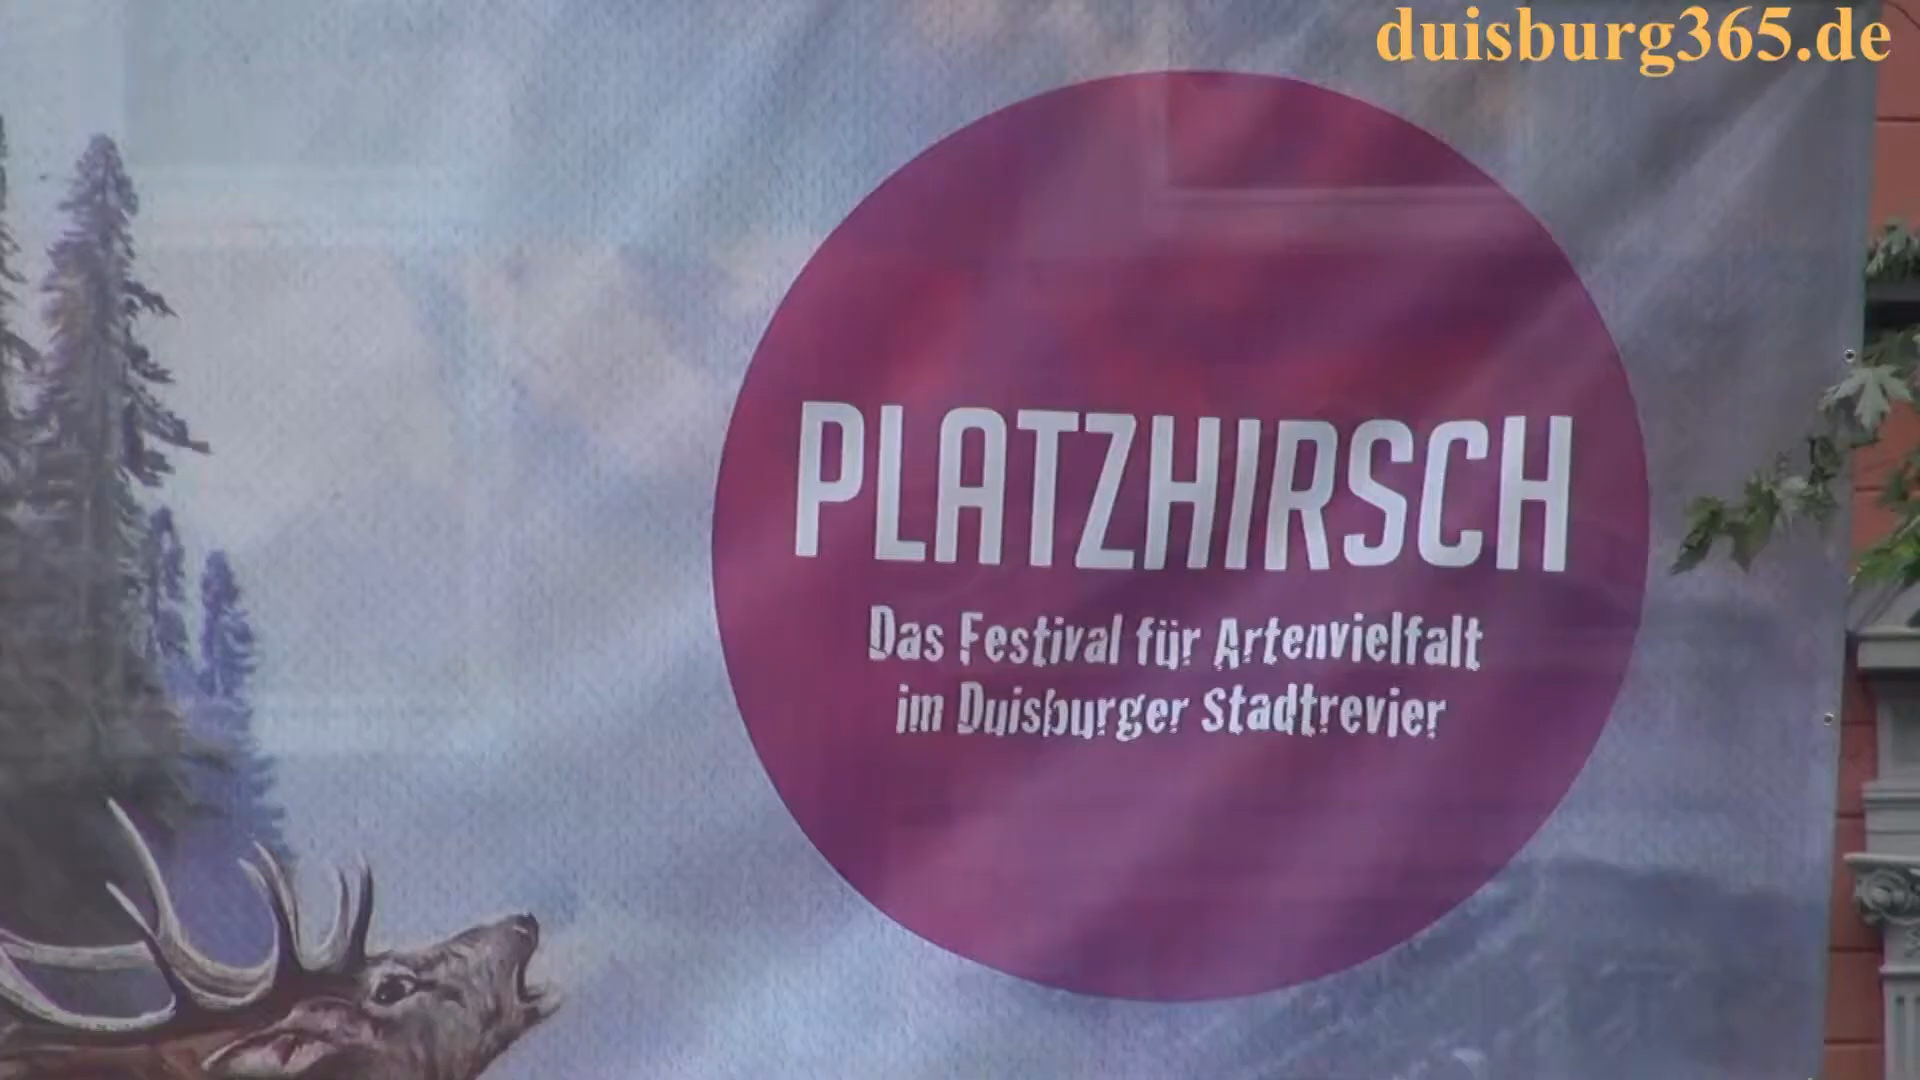 duisburg365.de
PLATZHIRSCH
Das Festival für Artenvielfalt
im Duisburger Stadtrevier